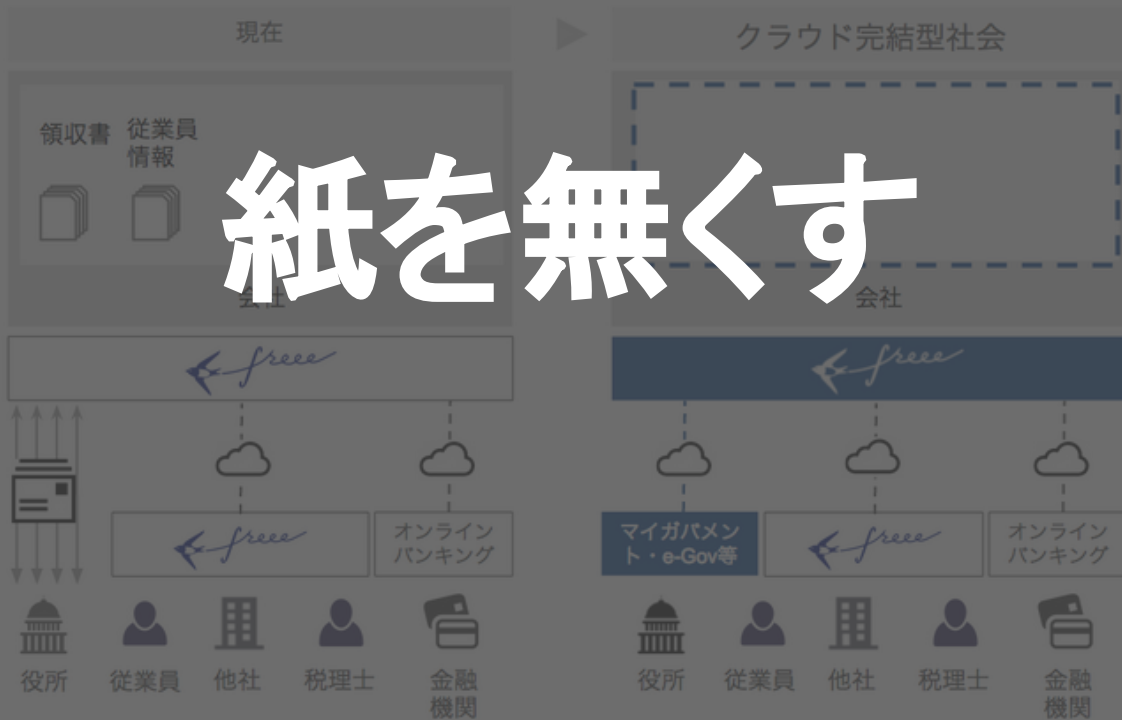 現在
クラウド完結型社会
領収書
従業員
情報
紙を無くす
会社
会社
freee
freee
freee
オンライン
バンキング
マイガバメン
ト・e-Gov等
freee
オンライン
バンキング
役所
従業員
他社
税理士
金融
機関
役所
従業員
他社
税理士
金融
機関